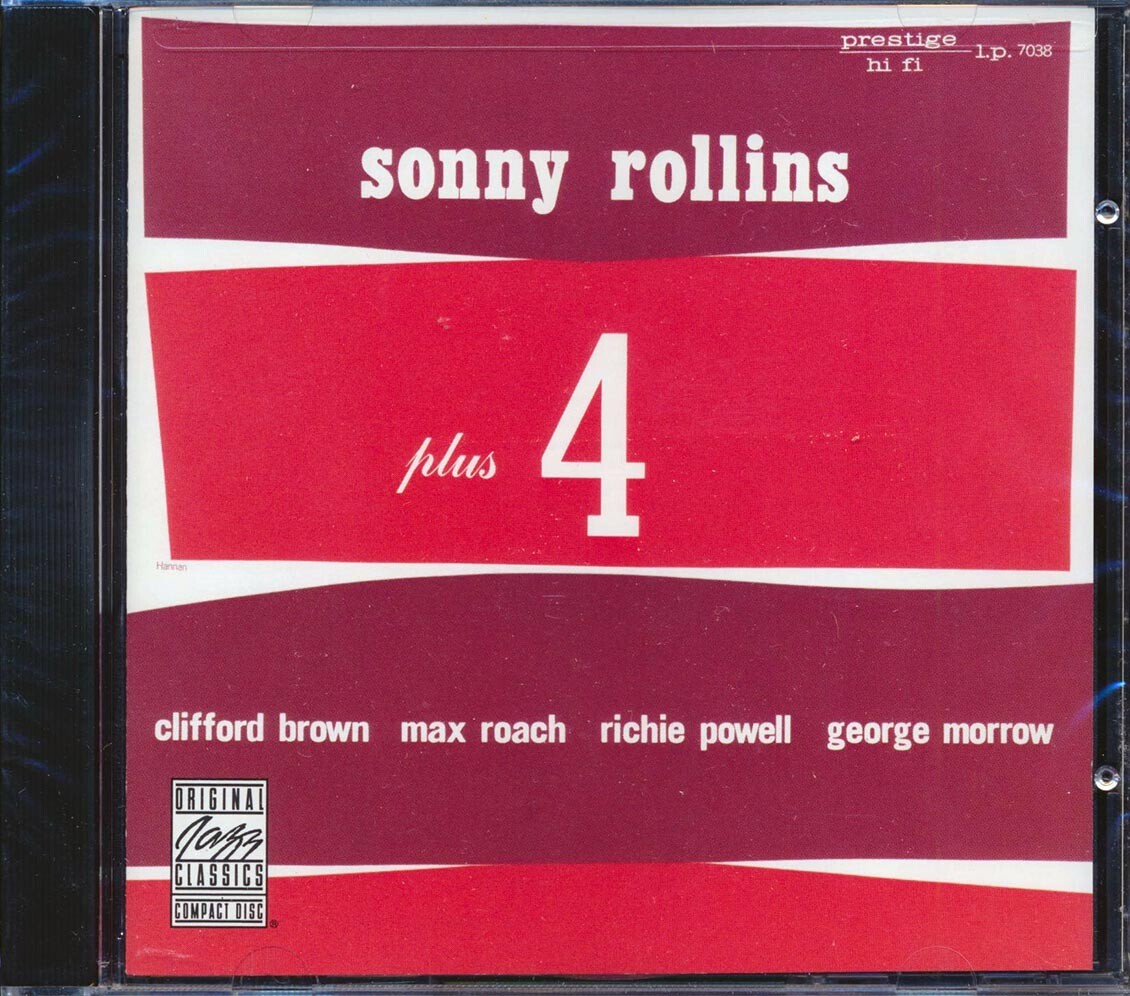 prestige
hi fi
l.p. 7038
sonny rollins
plus 4
Hannan
clifford brown max roach richie powell george morrow
ORIGINAL
Jazz
CLASSICS
COMPACT DISC
®